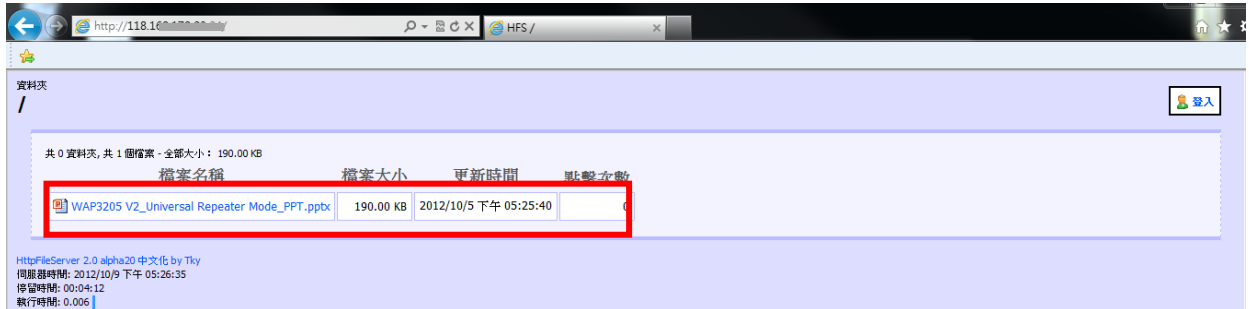 http://118.16
HFS /
資料夾
/
登入
共 0 資料夾, 共 1 個檔案 - 全部大小： 190.00 KB
檔案名稱 檔案大小 更新時間 點擊次數
WAP3205 V2_Universal Repeater Mode_PPT.pptx 190.00 KB 2012/10/5 下午 05:25:40 0
HttpFileServer 2.0 alpha20 中文化 by Tky
伺服器時間: 2012/10/9 下午 05:26:35
停留時間: 00:04:12
執行時間: 0.006